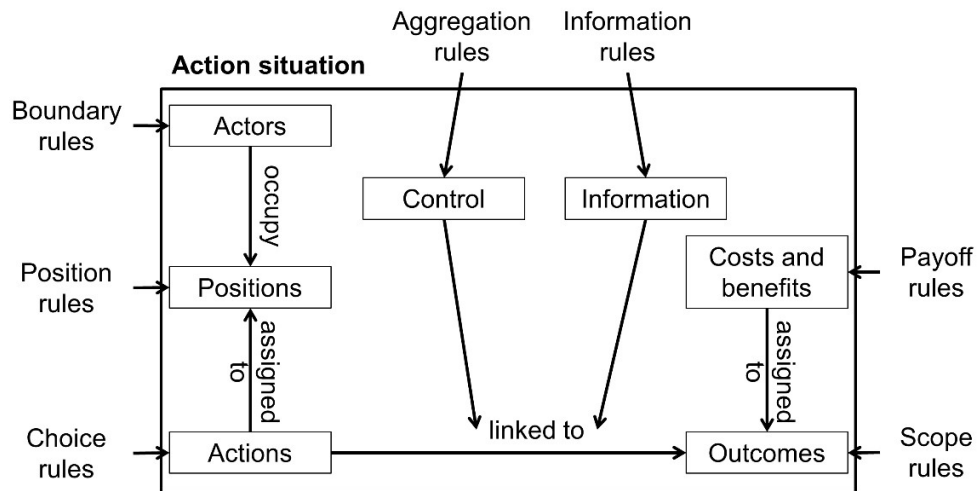 Aggregation
rules
Information
rules
Action situation
Boundary
rules
Actors
occupy
Control
Information
Position
rules
Positions
Costs and
benefits
Payoff
rules
assigned
to
assigned
to
Choice
rules
Actions
linked to
Outcomes
Scope
rules